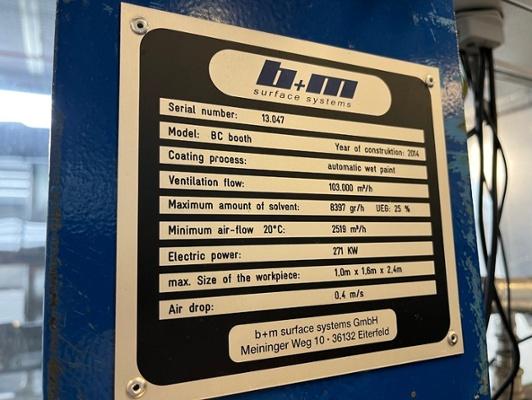 b+m
surface systems
Serial number: 13.047
Model: BC booth Year of construktion: 2014
Coating process: automatic wet paint
Ventilation flow: 103.000 m³/h
Maximum amount of solvent: 8397 gr/h UEG: 25 %
Minimum air-flow 20°C: 2519 m³/h
Electric power: 271 KW
max. Size of the workpiece: 1,0m x 1,6m x 2,4m
Air drop: 0,4 m/s
b+m surface systems GmbH
Meininger Weg 10 · 36132 Eiterfeld